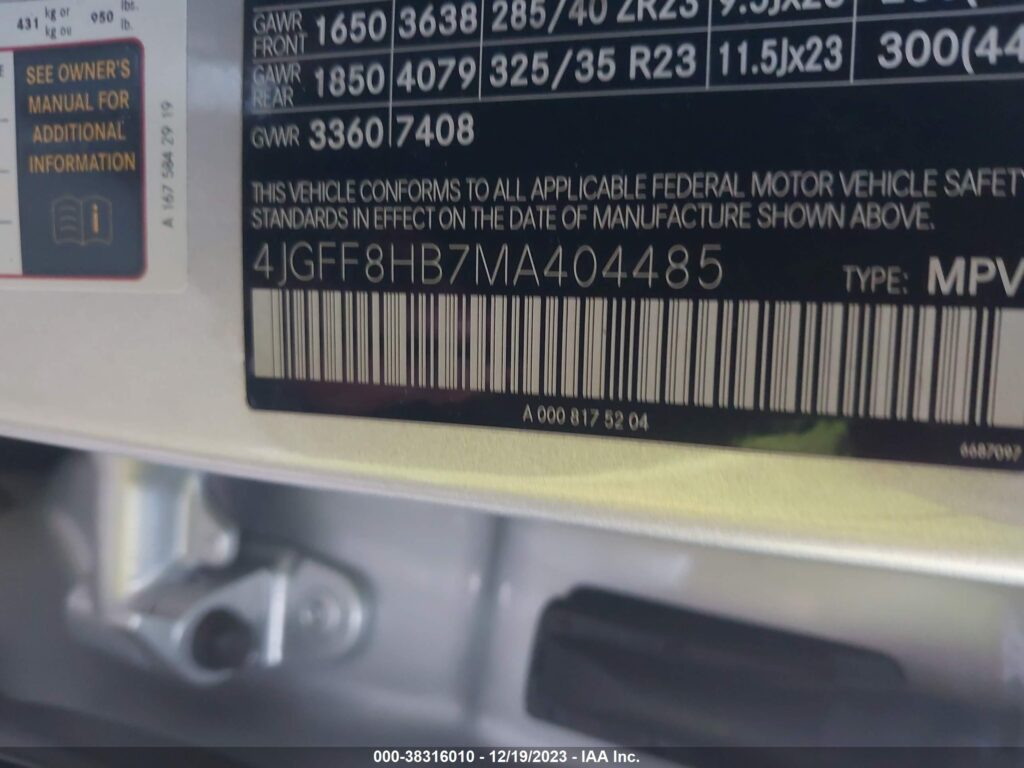 431 kg or kg ou 950 lbs. lb.
SEE OWNER'S
MANUAL FOR
ADDITIONAL
INFORMATION
A 167 584 29 19
GAWR FRONT 1650 3638 285/40 ZR23
GAWR REAR 1850 4079 325/35 R23 11.5Jx23 300(44
GVWR 3360 7408
THIS VEHICLE CONFORMS TO ALL APPLICABLE FEDERAL MOTOR VEHICLE SAFETY
STANDARDS IN EFFECT ON THE DATE OF MANUFACTURE SHOWN ABOVE.
4JGFF8HB7MA404485 TYPE: MPV
A 000 817 52 04
6687097
000-38316010 - 12/19/2023 - IAA Inc.